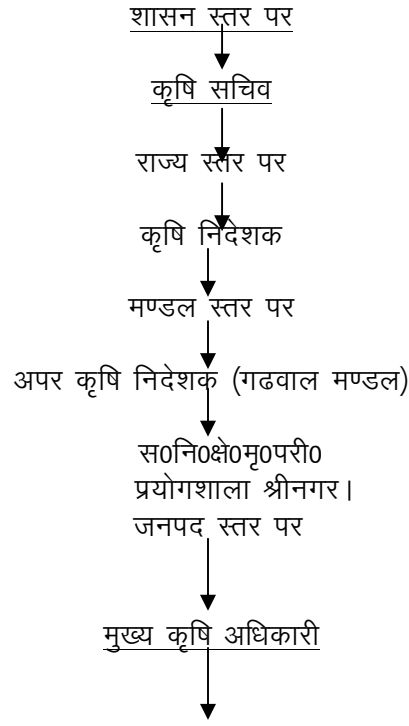 शासन स्तर पर
कृषि सचिव
राज्य स्तर पर
कृषि निदेशक
मण्डल स्तर पर
अपर कृषि निदेशक (गढवाल मण्डल)
स0नि0क्षे0मृ0परी0
प्रयोगशाला श्रीनगर।
जनपद स्तर पर
मुख्य कृषि अधिकारी